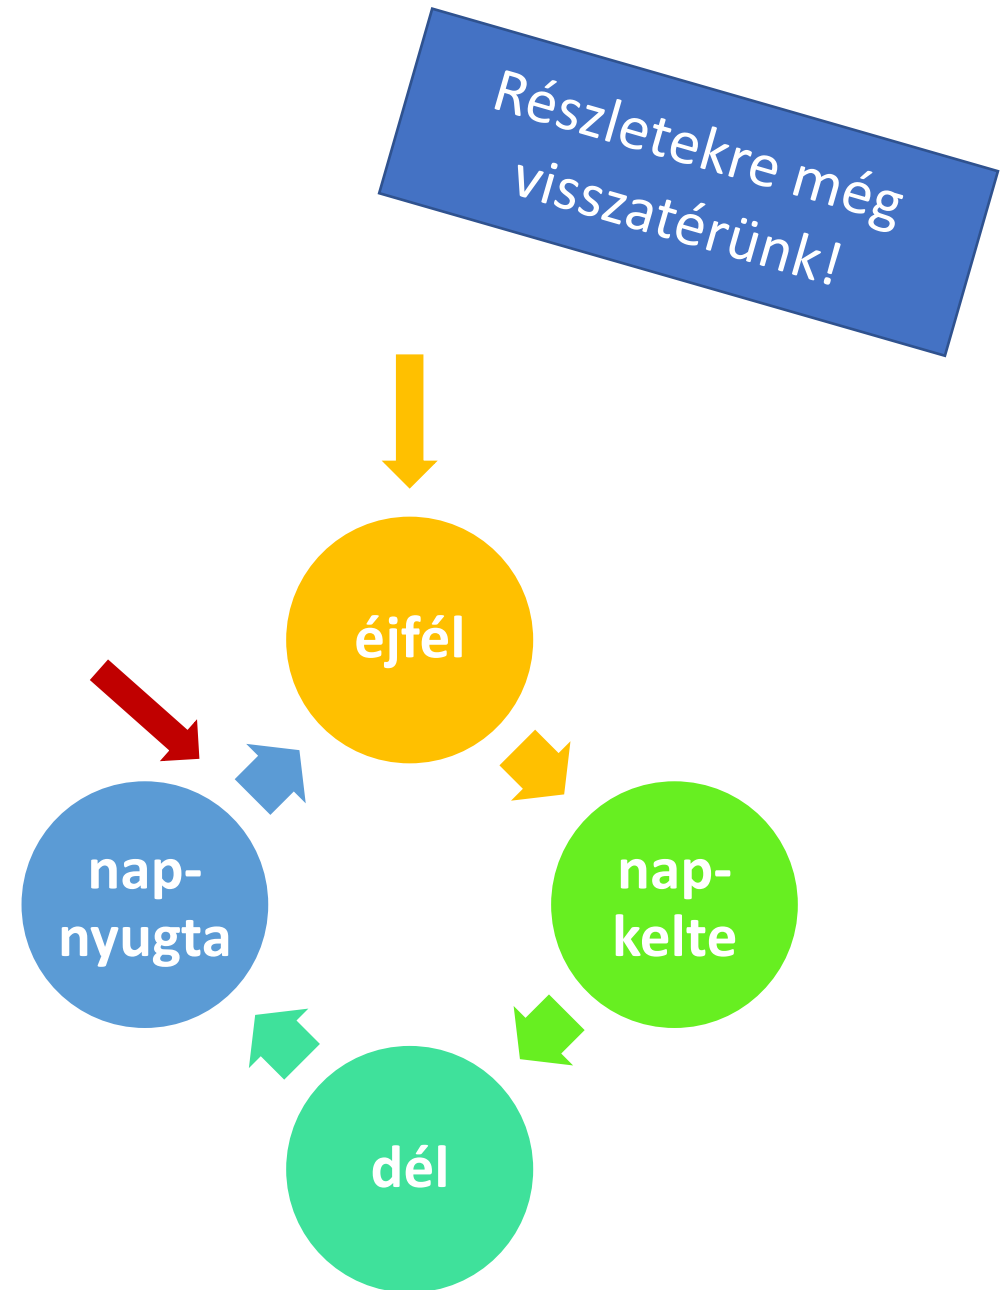 Részletekre még
visszatérünk!
éjfél
nap-
nyugta
nap-
kelte
dél